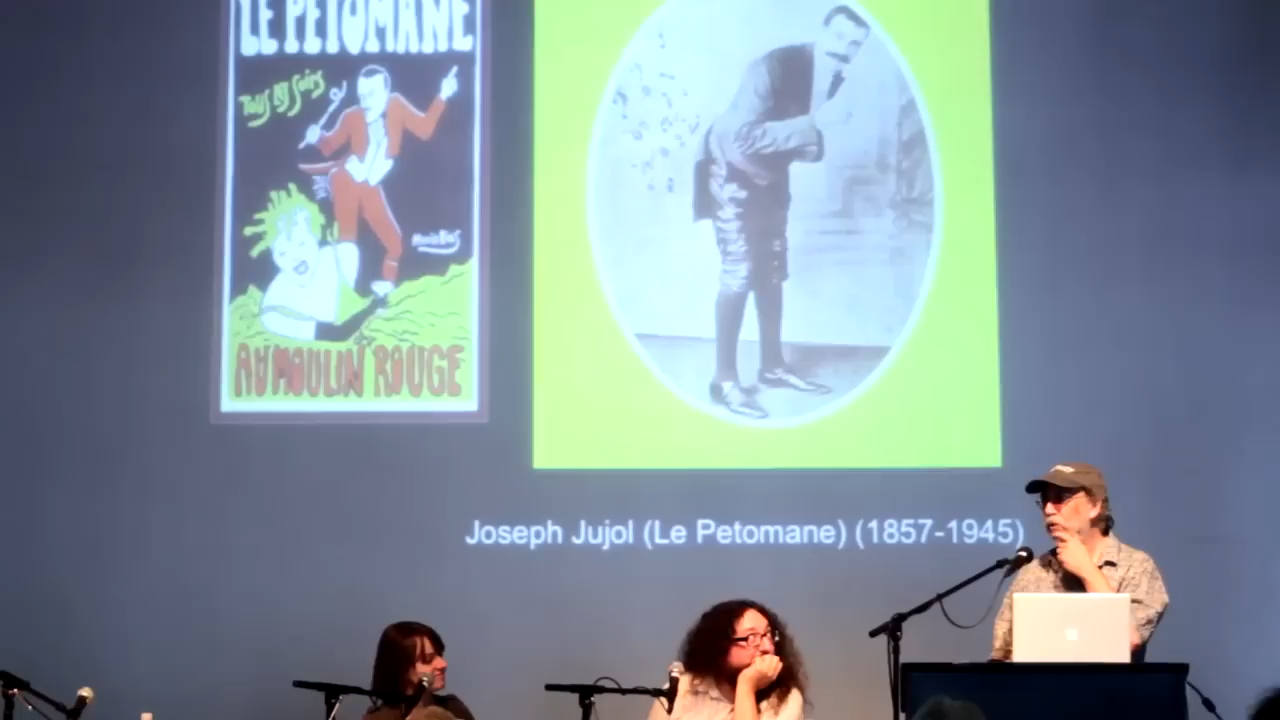 LE PETOMANE
Tous les Soirs
AU MOULIN ROUGE
Joseph Jujol (Le Petomane) (1857-1945)